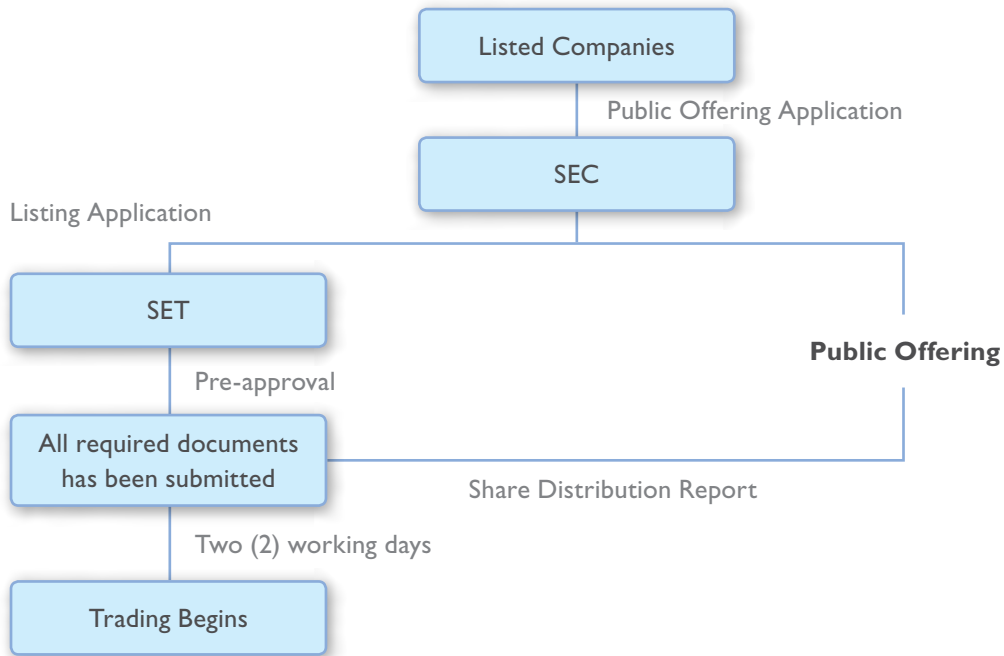 Listed Companies
Public Offering Application
SEC
Listing Application
SET
Public Offering
Pre-approval
All required documents
has been submitted
Share Distribution Report
Two (2) working days
Trading Begins